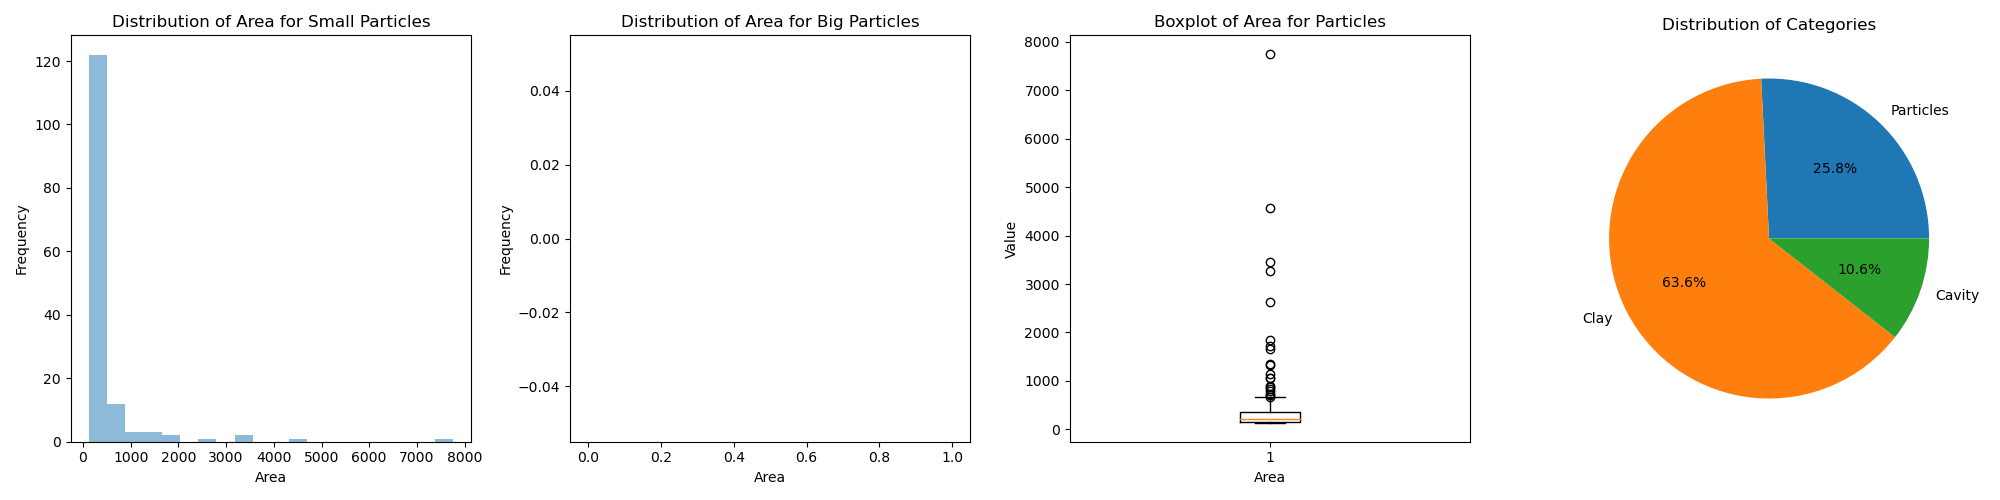 Distribution of Area for Small Particles
120
100
80
60
40
20
0
Frequency
0 1000 2000 3000 4000 5000 6000 7000 8000
Area
Distribution of Area for Big Particles
0.04
0.02
0.00
−0.02
−0.04
Frequency
0.0 0.2 0.4 0.6 0.8 1.0
Area
Boxplot of Area for Particles
8000
7000
6000
5000
4000
3000
2000
1000
0
Value
1
Area
Distribution of Categories
Particles
25.8%
63.6%
10.6%
Cavity
Clay